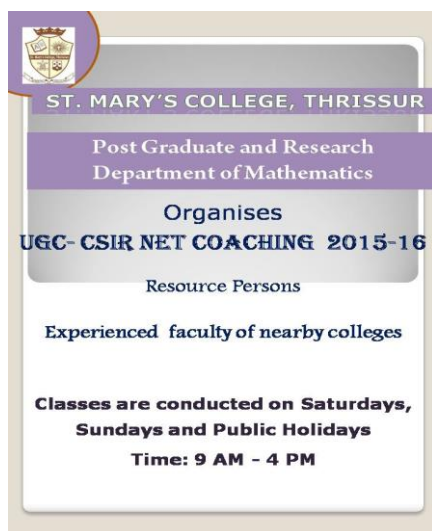 ST. MARY'S COLLEGE, THRISSUR
Post Graduate and Research
Department of Mathematics
Organises
UGC- CSIR NET COACHING 2015-16
Resource Persons
Experienced faculty of nearby colleges
Classes are conducted on Saturdays,
Sundays and Public Holidays
Time: 9 AM - 4 PM